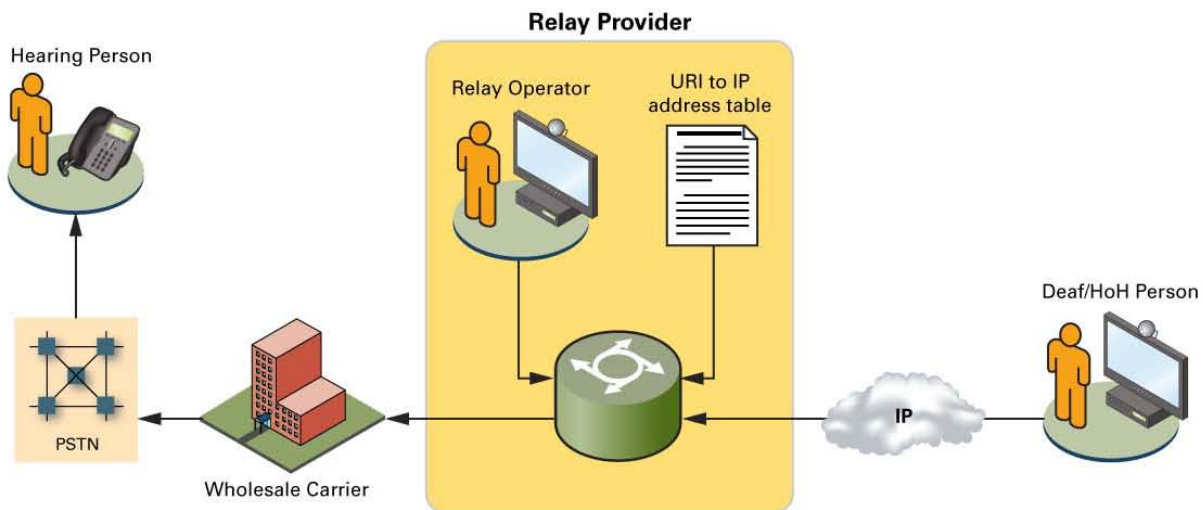 Relay Provider
Hearing Person
Relay Operator
URI to IP
address table
Deaf/HoH Person
IP
PSTN
Wholesale Carrier